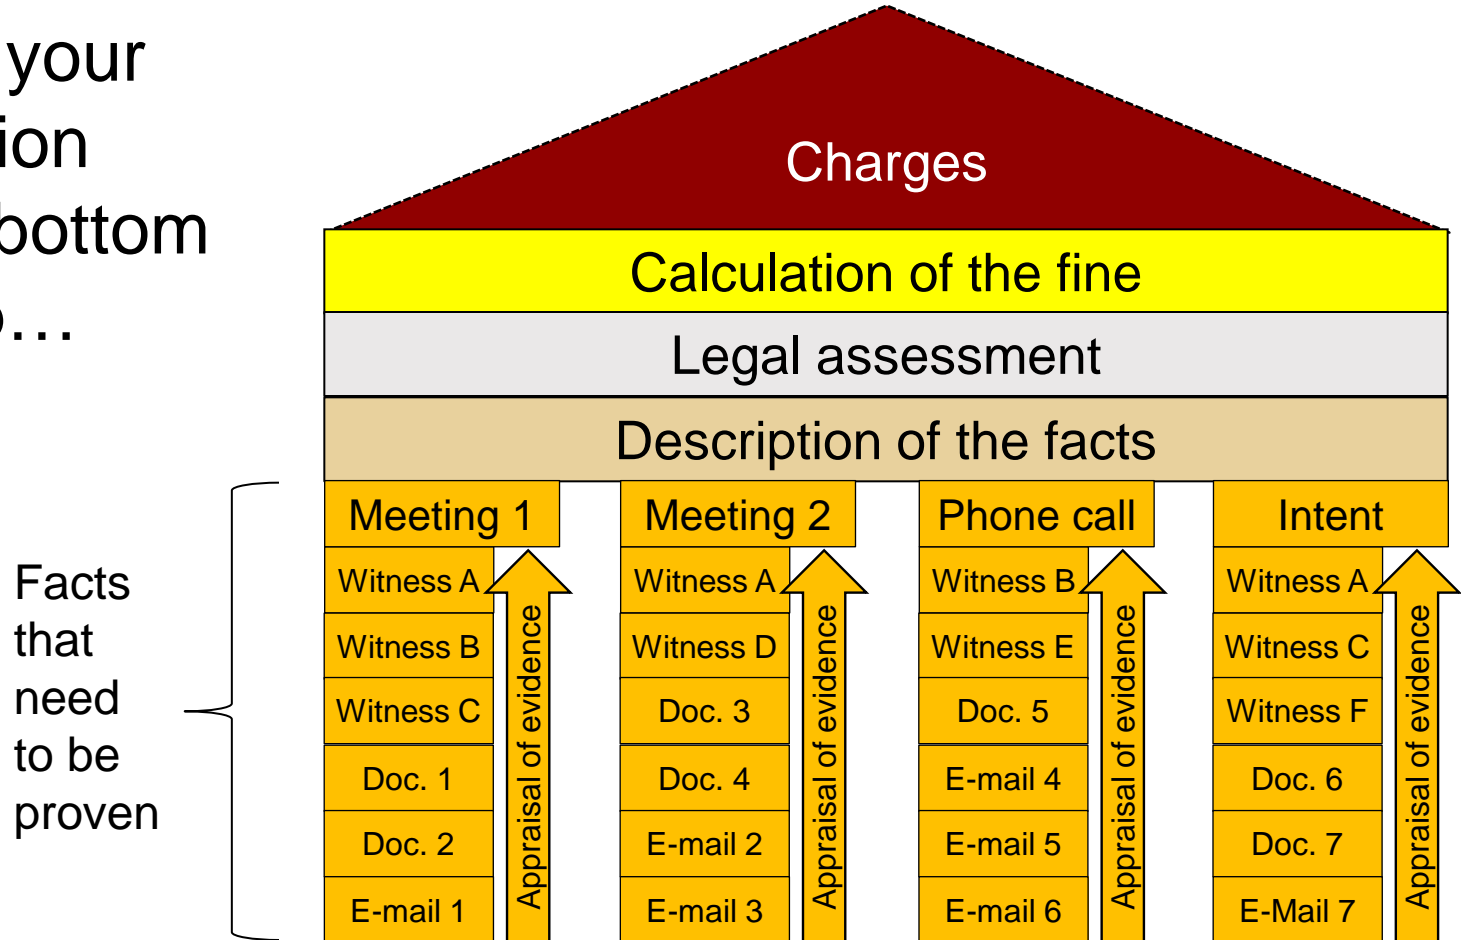 your
ion
bottom
…
Charges
Calculation of the fine
Legal assessment
Description of the facts
Facts
that
need
to be
proven
Meeting 1
Witness A
Witness B
Witness C
Doc. 1
Doc. 2
E-mail 1
Appraisal of evidence
Meeting 2
Witness A
Witness D
Doc. 3
Doc. 4
E-mail 2
E-mail 3
Appraisal of evidence
Phone call
Witness B
Witness E
Doc. 5
E-mail 4
E-mail 5
E-mail 6
Appraisal of evidence
Intent
Witness A
Witness C
Witness F
Doc. 6
Doc. 7
E-Mail 7
Appraisal of evidence